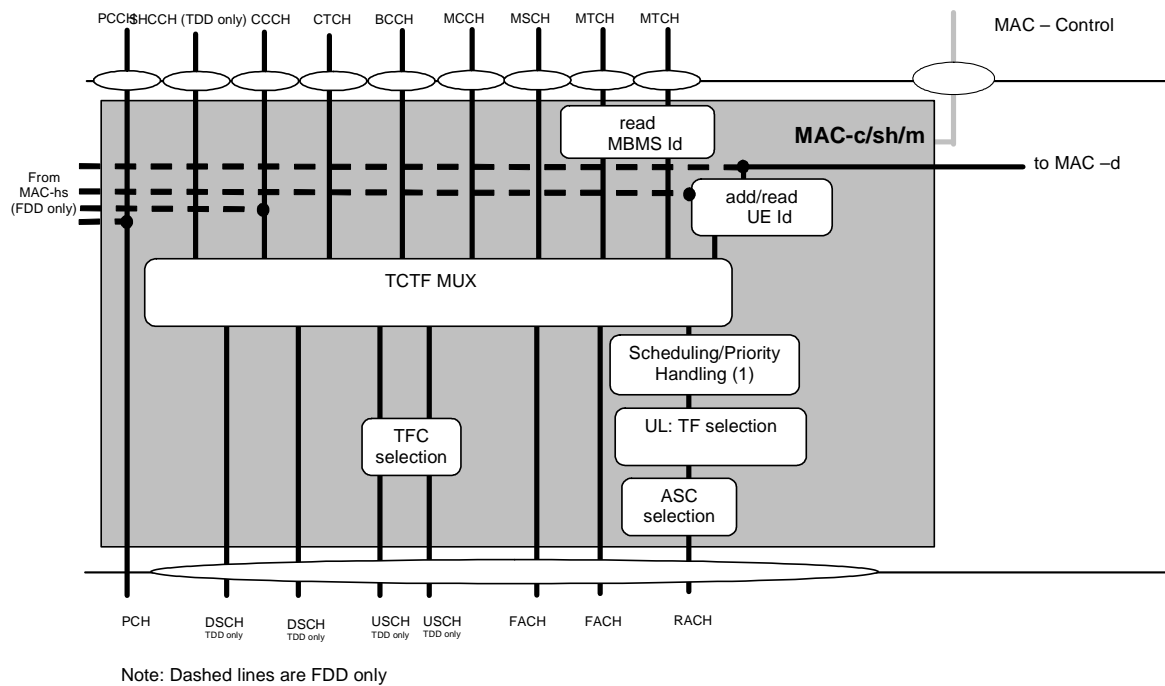 PCCH SHCCH (TDD only) CCCH CTCH BCCH MCCH MSCH MTCH MTCH
MAC – Control
read
MBMS Id
MAC-c/sh/m
to MAC –d
From
MAC-hs
(FDD only)
add/read
UE Id
TCTF MUX
Scheduling/Priority
Handling (1)
UL: TF selection
TFC
selection
ASC
selection
PCH DSCH DSCH USCH USCH FACH FACH RACH
TDD only TDD only TDD only TDD only
Note: Dashed lines are FDD only